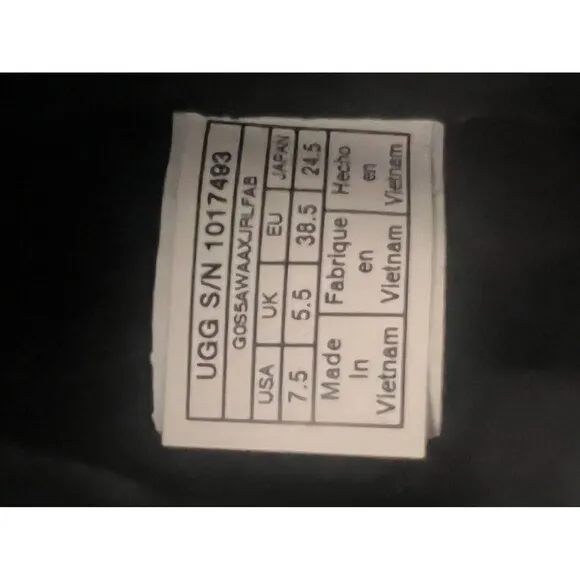 UGG S/N 1017493
G0S5AWAAXJRLFAB
USA UK EU JAPAN
7.5 5.5 38.5 24.5
Made Fabrique Hecho
In en en
Vietnam Vietnam Vietnam